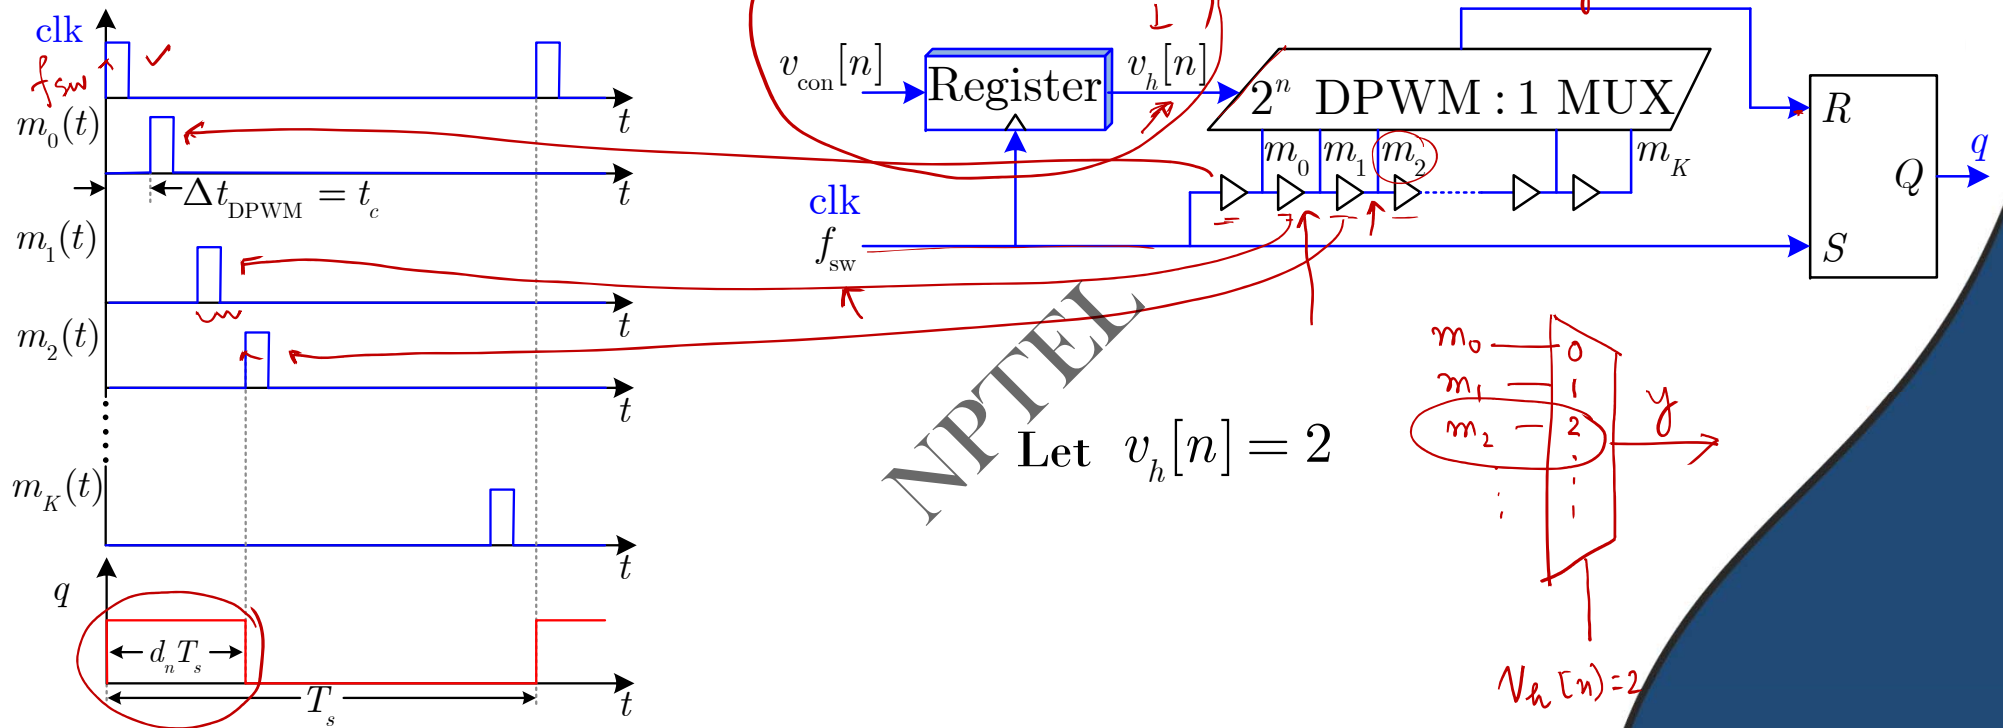 clk
f_sw
m_0(t)
t
Δt_DPWM = t_c
t
m_1(t)
t
m_2(t)
t
m_K(t)
t
q
d_n T_s
T_s
t
v_con[n]
Register
v_h[n]
2^n DPWM : 1 MUX
m_0 m_1 m_2 m_K
clk
f_sw
R
S
Q
q
NPTEL
Let v_h[n] = 2
m_0 0
m_1 1
m_2 2
y
V_h[n] = 2